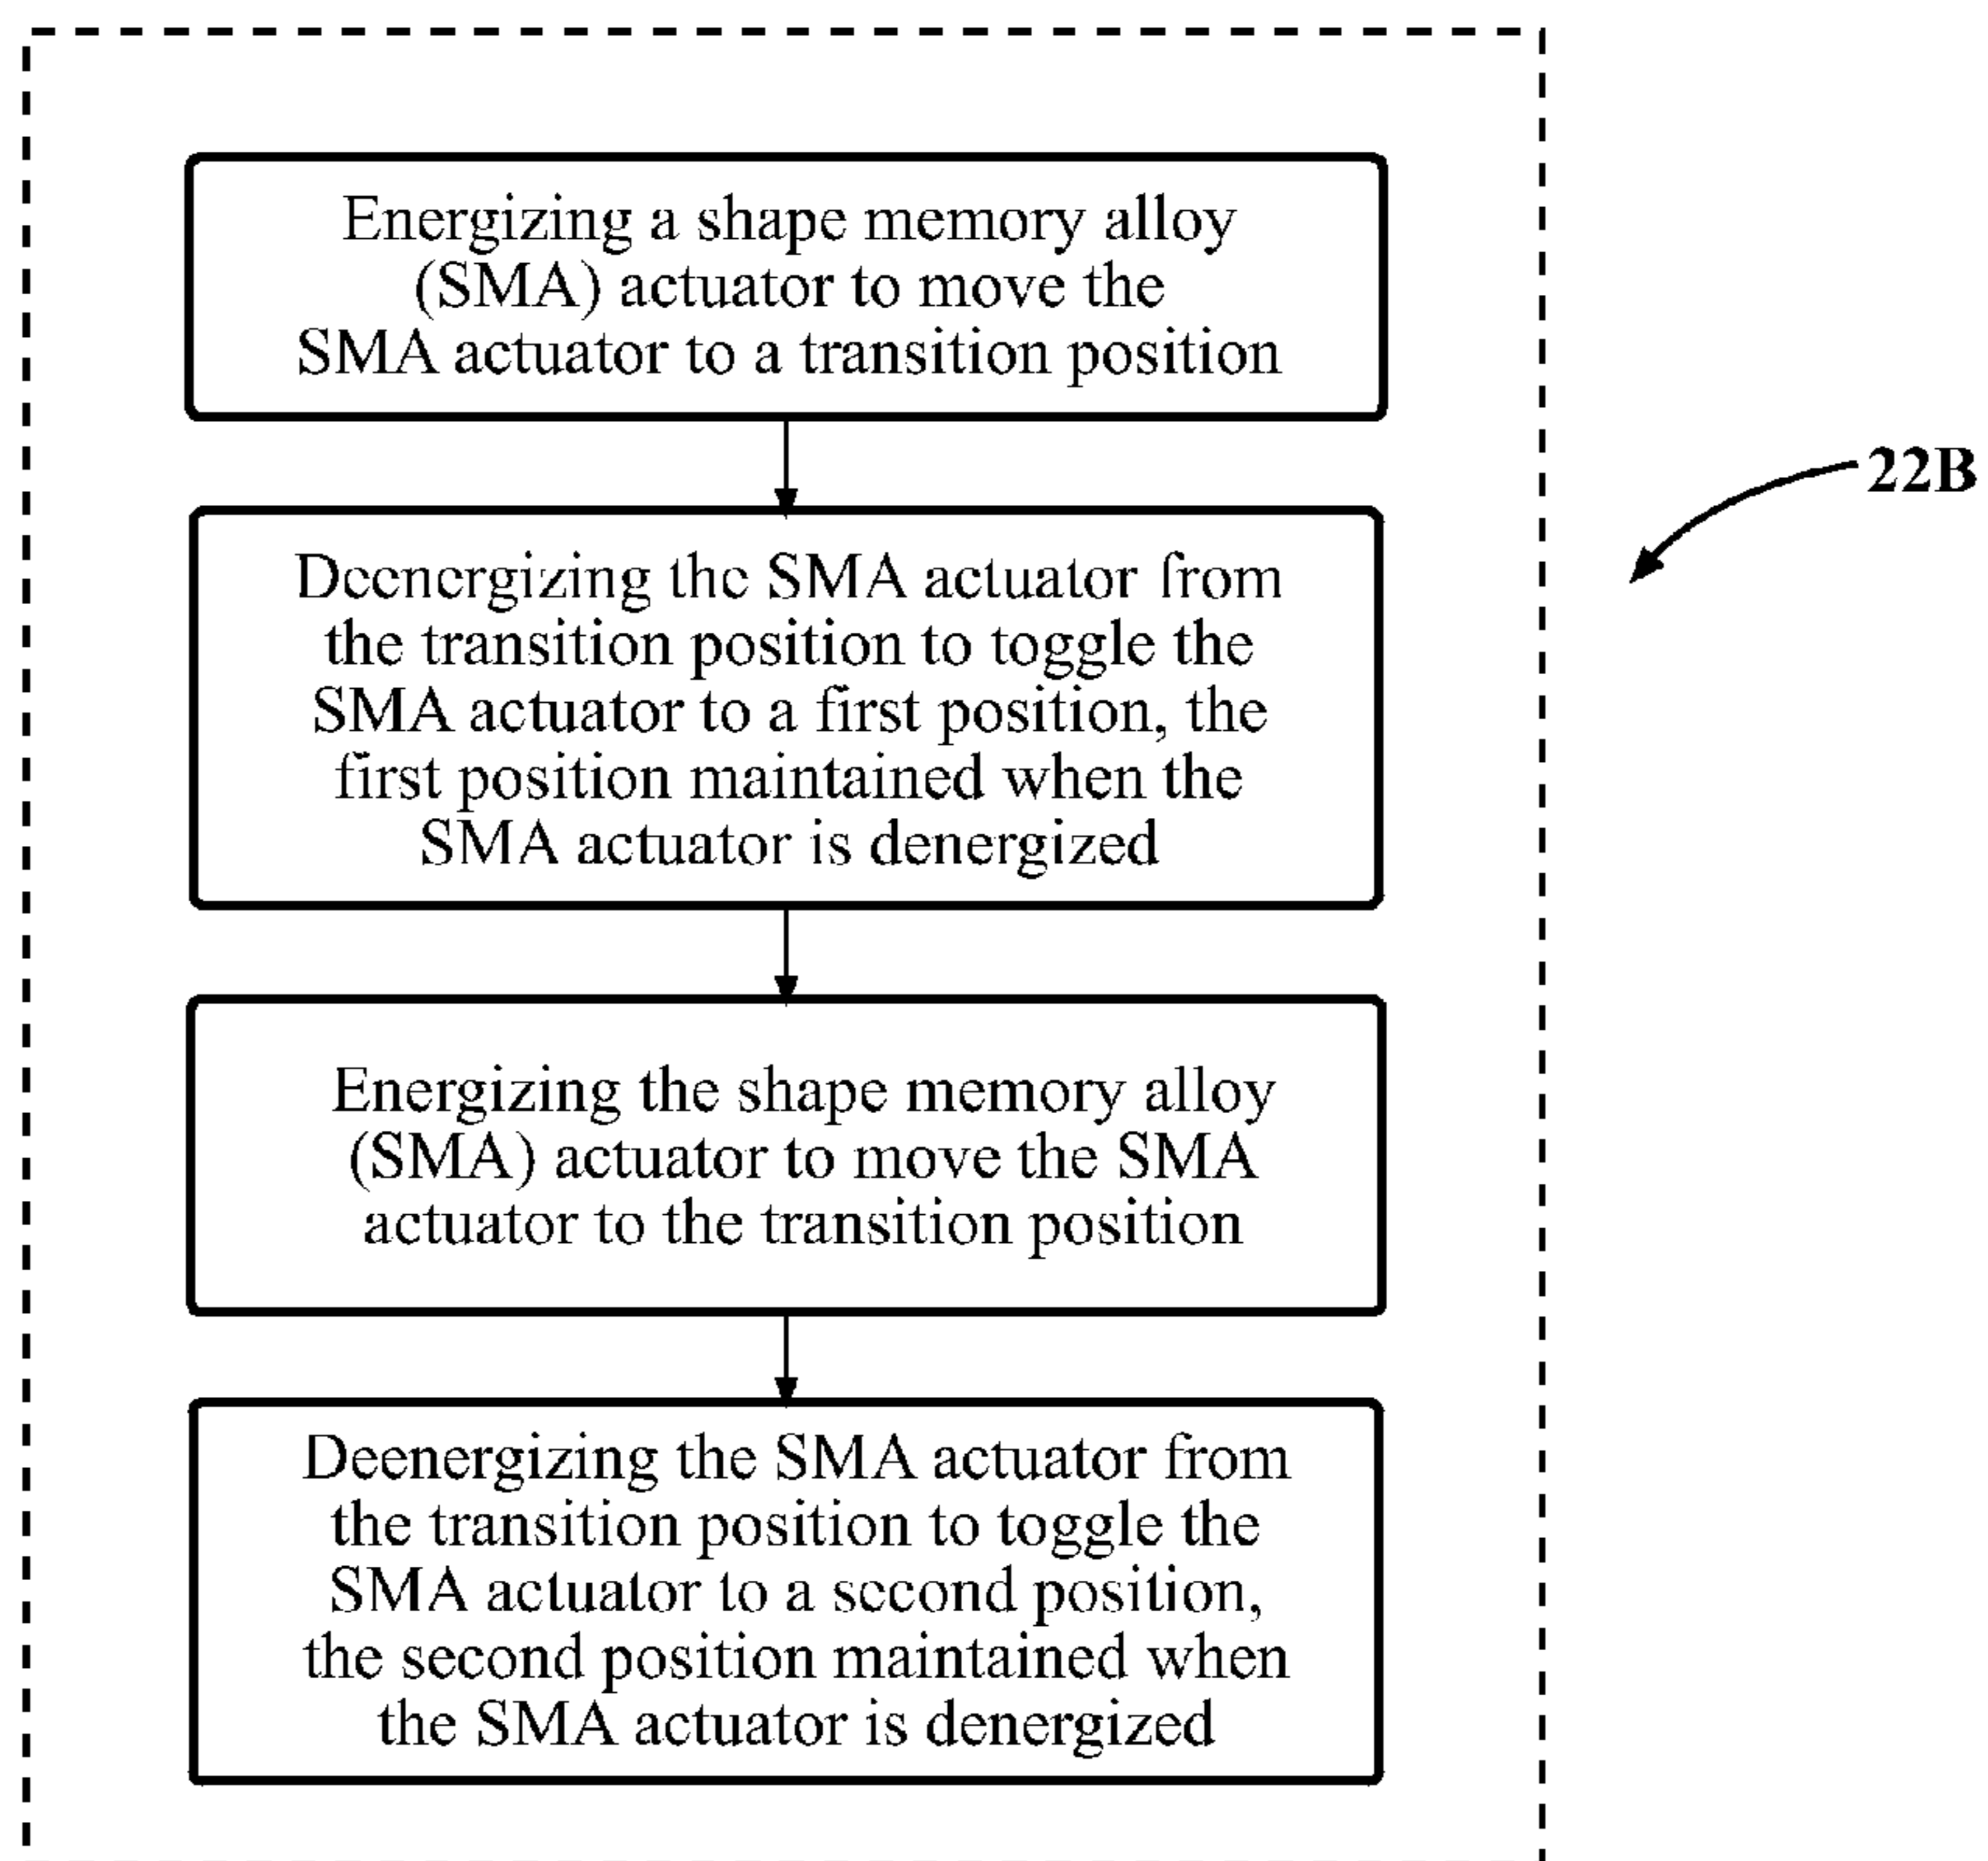 Energizing a shape memory alloy
(SMA) actuator to move the
SMA actuator to a transition position
22B
Deenergizing the SMA actuator from
the transition position to toggle the
SMA actuator to a first position, the
first position maintained when the
SMA actuator is denergized
Energizing the shape memory alloy
(SMA) actuator to move the SMA
actuator to the transition position
Deenergizing the SMA actuator from
the transition position to toggle the
SMA actuator to a second position,
the second position maintained when
the SMA actuator is denergized